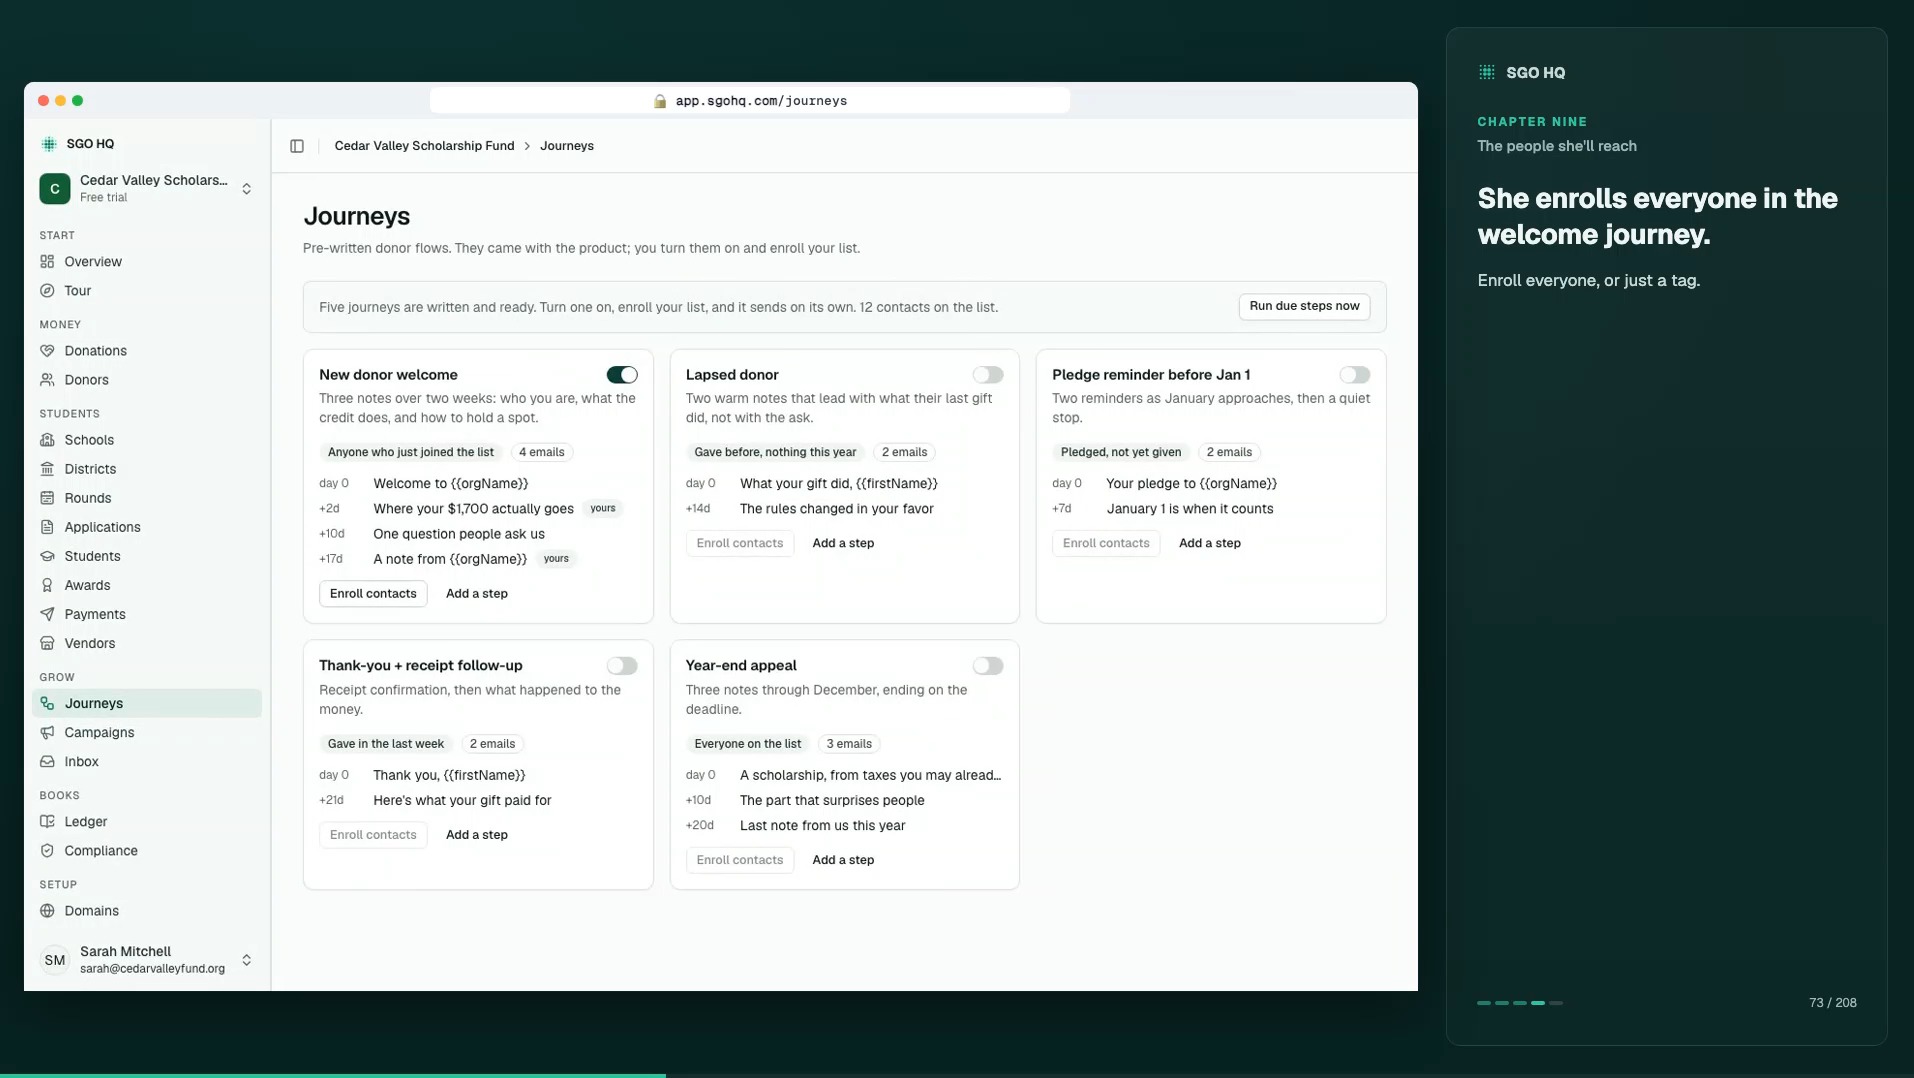 app.sgohq.com/journeys
SGO HQ
C
Cedar Valley Scholars...
Free trial
START
Overview
Tour
MONEY
Donations
Donors
STUDENTS
Schools
Districts
Rounds
Applications
Students
Awards
Payments
Vendors
GROW
Journeys
Campaigns
Inbox
BOOKS
Ledger
Compliance
SETUP
Domains
SM
Sarah Mitchell
sarah@cedarvalleyfund.org
Cedar Valley Scholarship Fund > Journeys
Journeys
Pre-written donor flows. They came with the product; you turn them on and enroll your list.
Five journeys are written and ready. Turn one on, enroll your list, and it sends on its own. 12 contacts on the list.
Run due steps now
New donor welcome
Three notes over two weeks: who you are, what the
credit does, and how to hold a spot.
Anyone who just joined the list 4 emails
day 0 Welcome to {{orgName}}
+2d Where your $1,700 actually goes yours
+10d One question people ask us
+17d A note from {{orgName}} yours
Enroll contacts Add a step
Lapsed donor
Two warm notes that lead with what their last gift
did, not with the ask.
Gave before, nothing this year 2 emails
day 0 What your gift did, {{firstName}}
+14d The rules changed in your favor
Enroll contacts Add a step
Pledge reminder before Jan 1
Two reminders as January approaches, then a quiet
stop.
Pledged, not yet given 2 emails
day 0 Your pledge to {{orgName}}
+7d January 1 is when it counts
Enroll contacts Add a step
Thank-you + receipt follow-up
Receipt confirmation, then what happened to the
money.
Gave in the last week 2 emails
day 0 Thank you, {{firstName}}
+21d Here's what your gift paid for
Enroll contacts Add a step
Year-end appeal
Three notes through December, ending on the
deadline.
Everyone on the list 3 emails
day 0 A scholarship, from taxes you may alread...
+10d The part that surprises people
+20d Last note from us this year
Enroll contacts Add a step
SGO HQ
CHAPTER NINE
The people she'll reach
She enrolls everyone in the
welcome journey.
Enroll everyone, or just a tag.
73 / 208